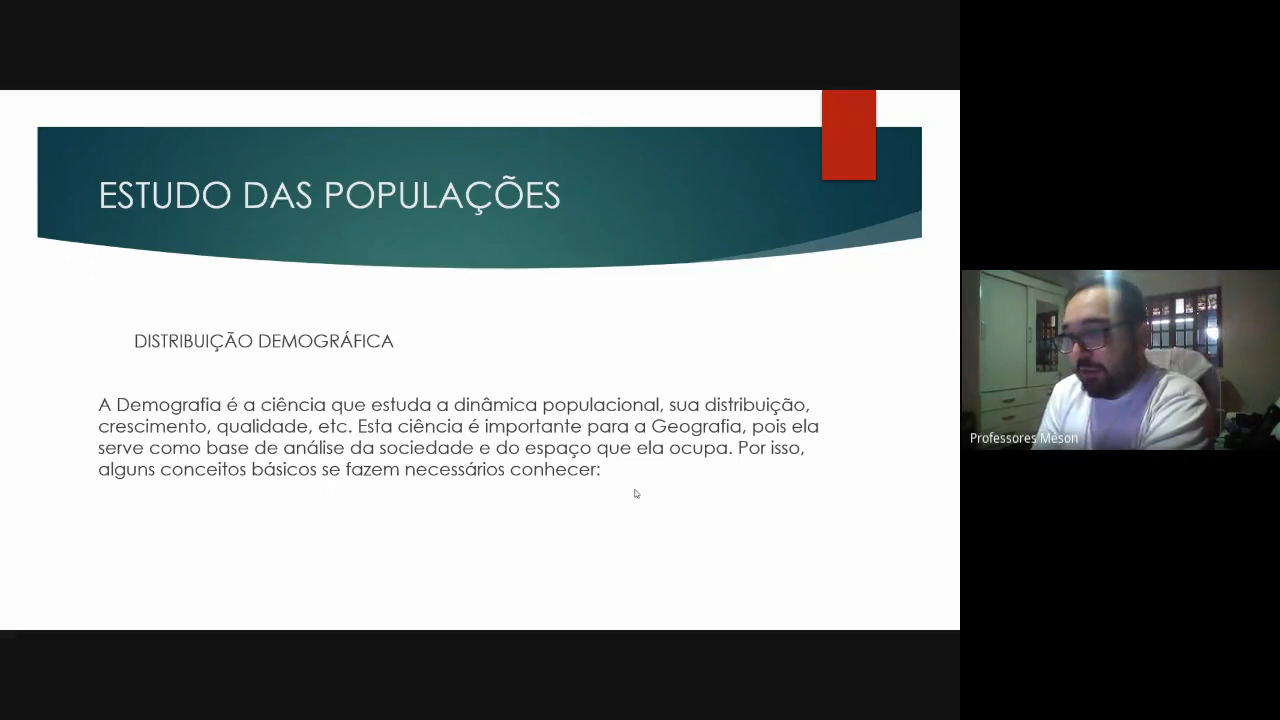 ESTUDO DAS POPULAÇÕES
DISTRIBUIÇÃO DEMOGRÁFICA
A Demografia é a ciência que estuda a dinâmica populacional, sua distribuição,
crescimento, qualidade, etc. Esta ciência é importante para a Geografia, pois ela
serve como base de análise da sociedade e do espaço que ela ocupa. Por isso,
alguns conceitos básicos se fazem necessários conhecer:
Professores Meson